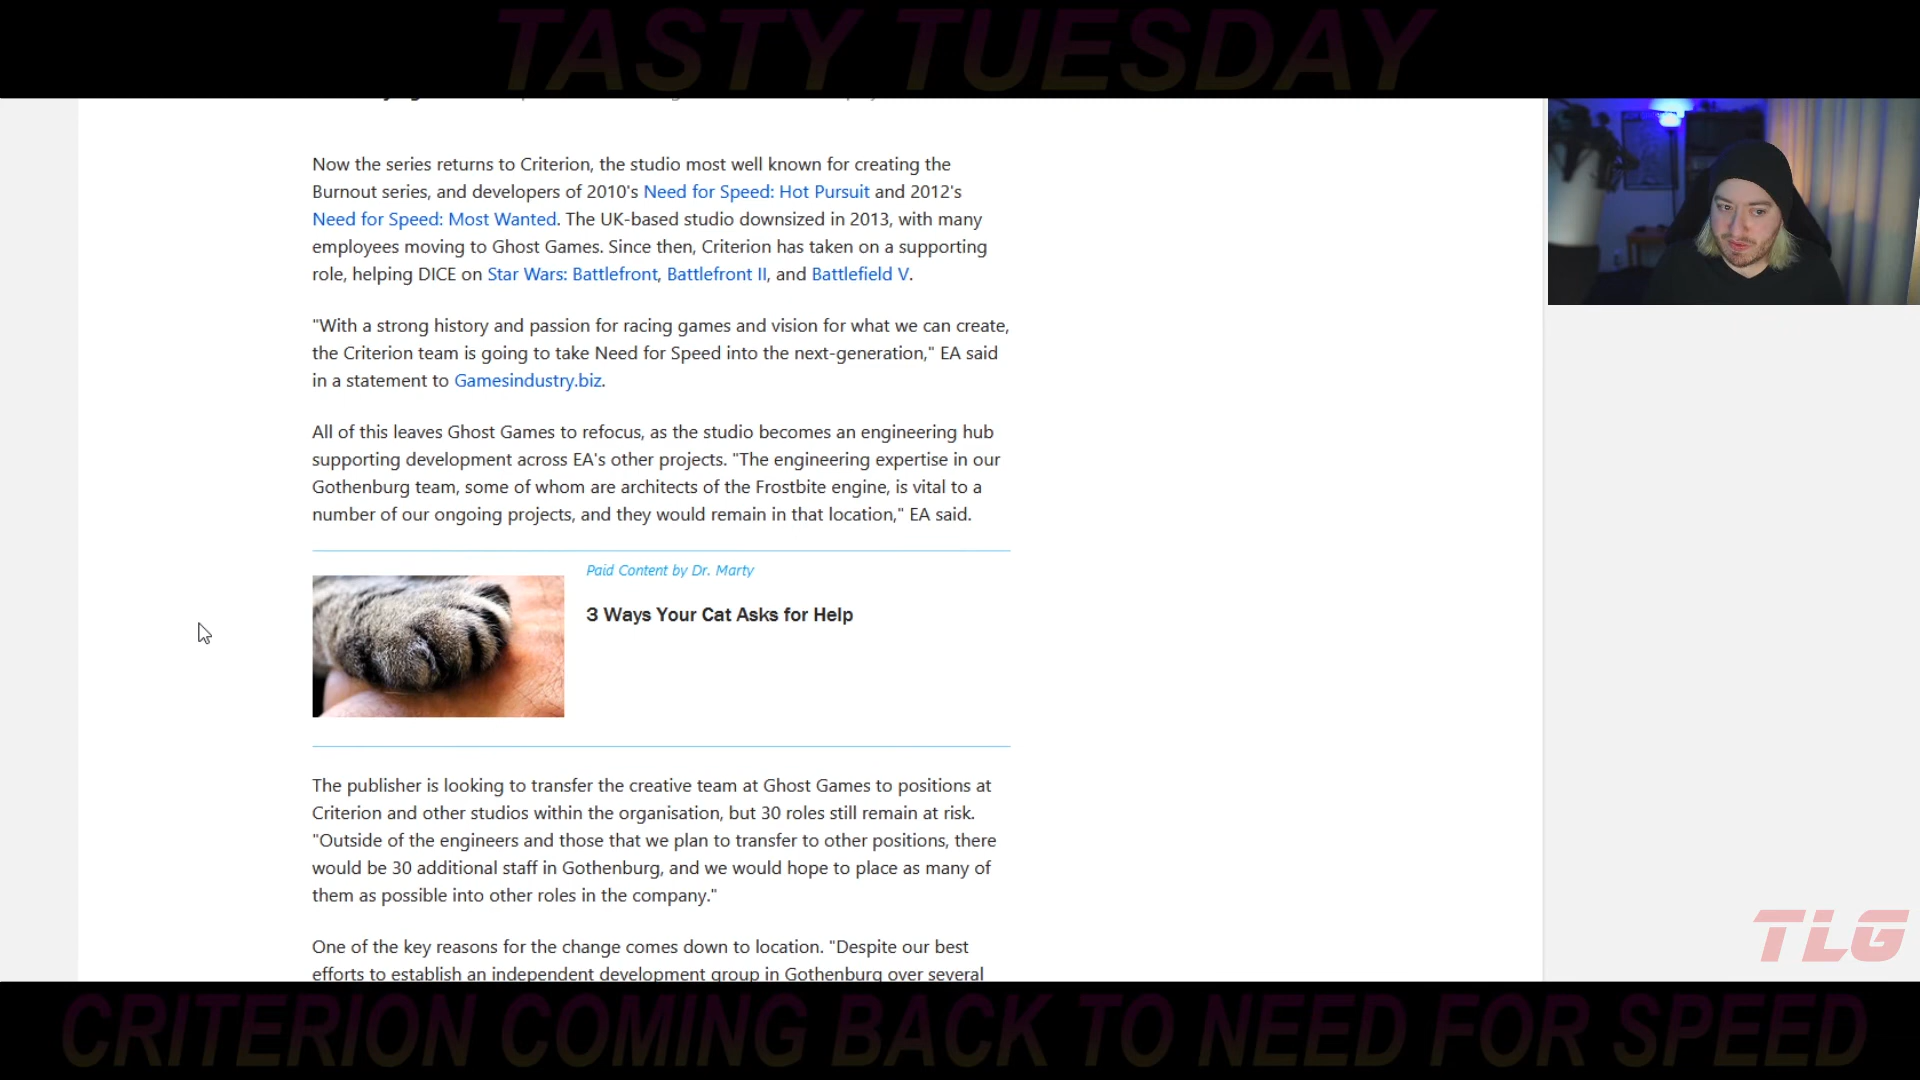 TASTY TUESDAY
Now the series returns to Criterion, the studio most well known for creating the
Burnout series, and developers of 2010's Need for Speed: Hot Pursuit and 2012's
Need for Speed: Most Wanted. The UK-based studio downsized in 2013, with many
employees moving to Ghost Games. Since then, Criterion has taken on a supporting
role, helping DICE on Star Wars: Battlefront, Battlefront II, and Battlefield V.
"With a strong history and passion for racing games and vision for what we can create,
the Criterion team is going to take Need for Speed into the next-generation," EA said
in a statement to Gamesindustry.biz.
All of this leaves Ghost Games to refocus, as the studio becomes an engineering hub
supporting development across EA's other projects. "The engineering expertise in our
Gothenburg team, some of whom are architects of the Frostbite engine, is vital to a
number of our ongoing projects, and they would remain in that location," EA said.
Paid Content by Dr. Marty
3 Ways Your Cat Asks for Help
The publisher is looking to transfer the creative team at Ghost Games to positions at
Criterion and other studios within the organisation, but 30 roles still remain at risk.
"Outside of the engineers and those that we plan to transfer to other positions, there
would be 30 additional staff in Gothenburg, and we would hope to place as many of
them as possible into other roles in the company."
One of the key reasons for the change comes down to location. "Despite our best
efforts to establish an independent development group in Gothenburg over several
TLG
CRITERION COMING BACK TO NEED FOR SPEED